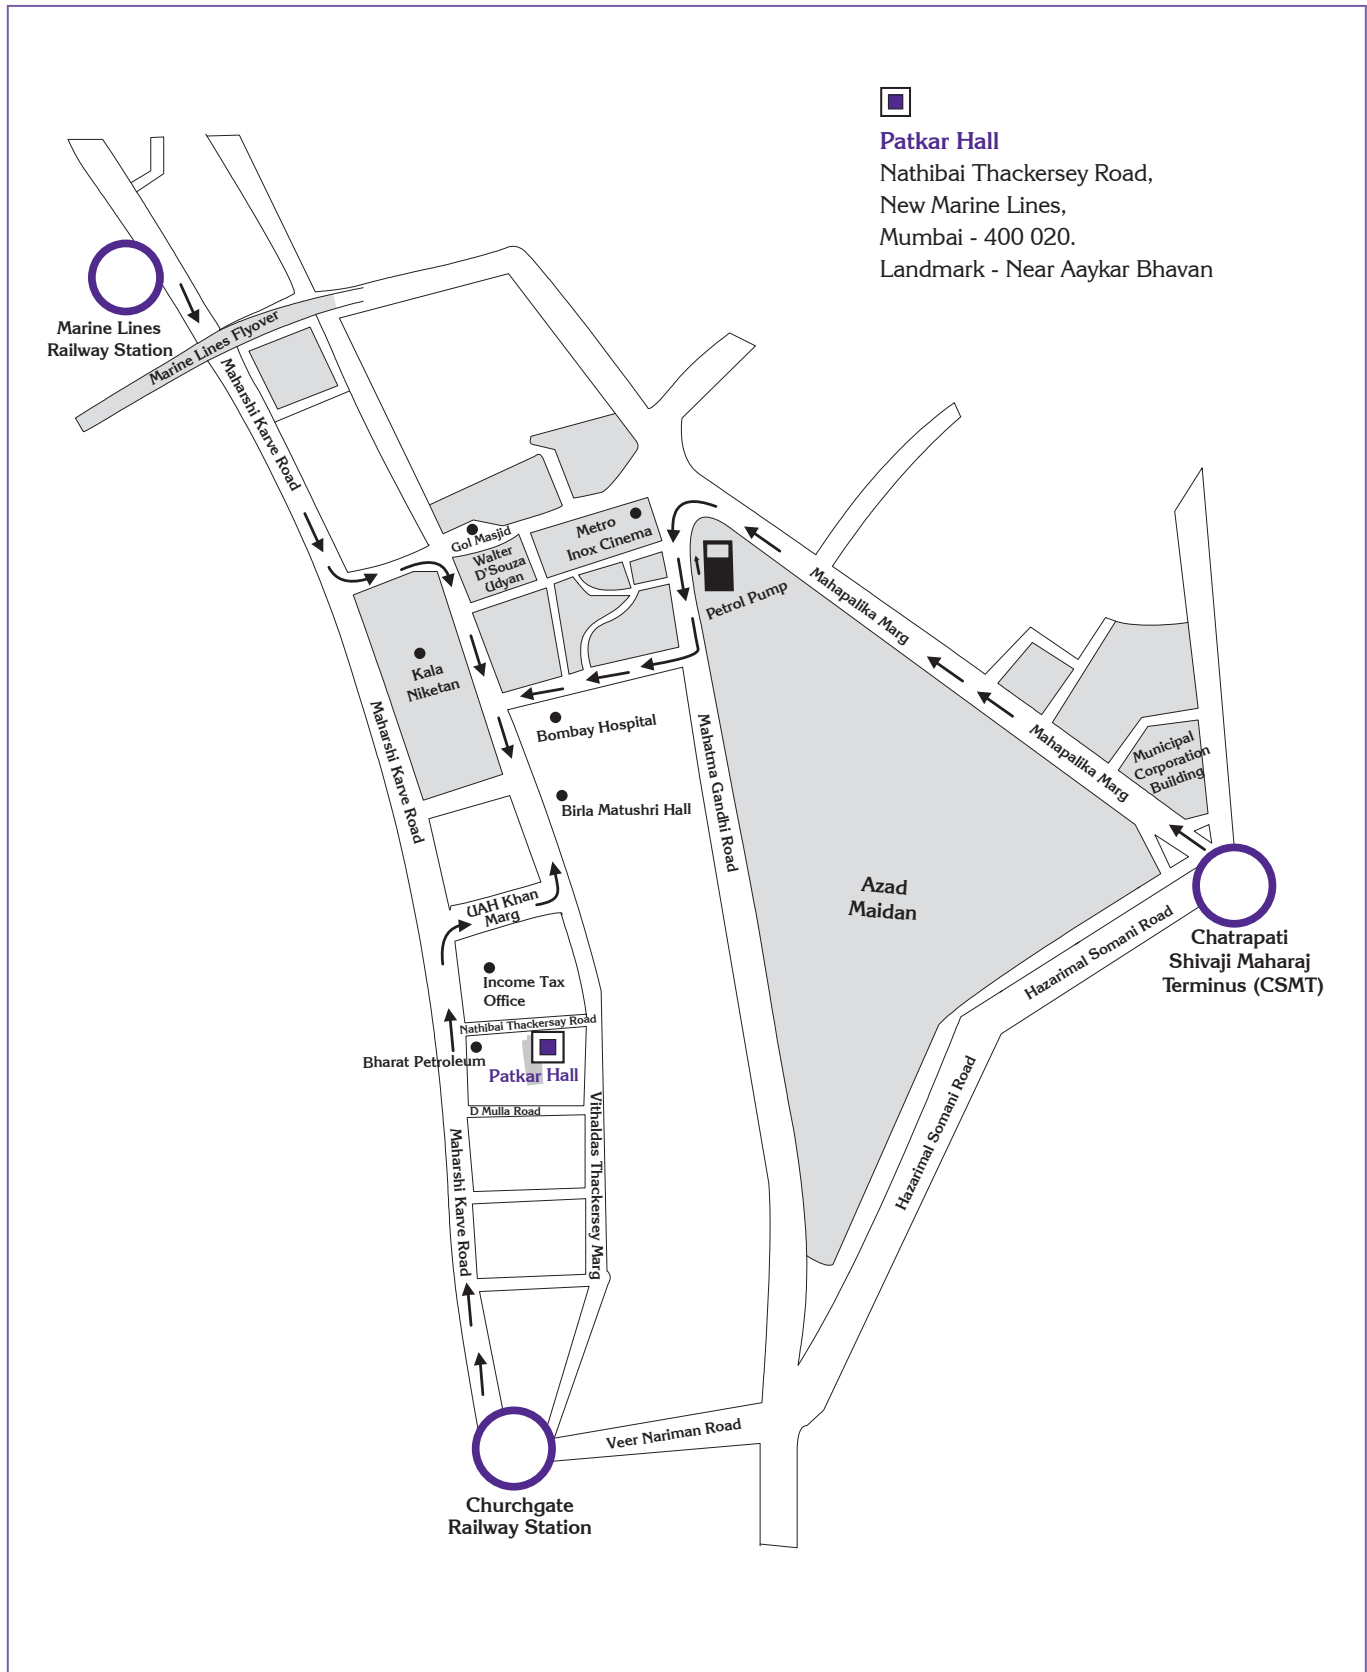 Patkar Hall
Nathibai Thackersey Road,
New Marine Lines,
Mumbai - 400 020.
Landmark - Near Aaykar Bhavan
Marine Lines
Railway Station
Marine Lines Flyover
Maharshi Karve Road
Gol Masjid
Walter
D'Souza
Udyan
Metro
Inox Cinema
Petrol Pump
Mahapalika Marg
Kala
Niketan
Maharshi Karve Road
Bombay Hospital
Mahatma Gandhi Road
Mahapalika Marg
Municipal
Corporation
Building
Birla Matushri Hall
Azad
Maidan
UAH Khan
Marg
Hazarimal Somani Road
Chatrapati
Shivaji Maharaj
Terminus (CSMT)
Income Tax
Office
Nathibai Thackersay Road
Bharat Petroleum
Patkar Hall
D Mulla Road
Vithaldas Thackersey Marg
Maharshi Karve Road
Hazarimal Somani Road
Veer Nariman Road
Churchgate
Railway Station